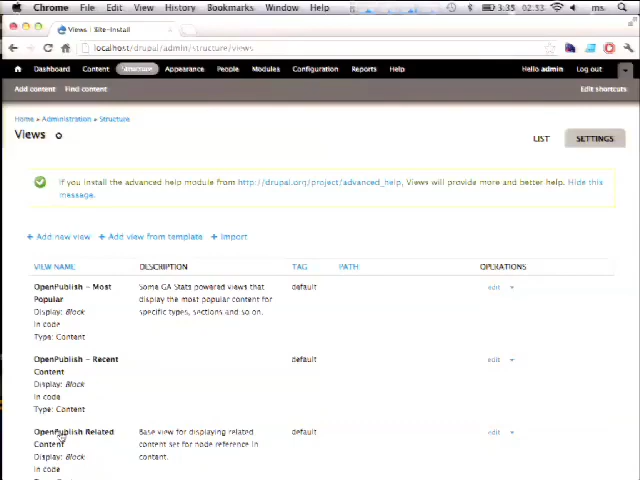 Chrome File Edit View History Bookmarks Window Help 3:35 02:53 ms.
Views | Site-Install
localhost/drupal/admin/structure/views
Dashboard Content Structure Appearance People Modules Configuration Reports Help Hello admin Log out
Add content Find content Edit shortcuts
Home » Administration » Structure
Views LIST SETTINGS
If you install the advanced help module from http://drupal.org/project/advanced_help, Views will provide more and better help. Hide this
message.
+ Add new view + Add view from template + Import
VIEW NAME DESCRIPTION TAG PATH OPERATIONS
OpenPublish - Most Some GA Stats powered views that default edit
Popular display the most popular content for
Display: Block specific types, sections and so on.
In code
Type: Content
OpenPublish - Recent default edit
Content
Display: Block
In code
Type: Content
OpenPublish Related Base view for displaying related default edit
Content content set for node reference in
Display: Block content.
In code